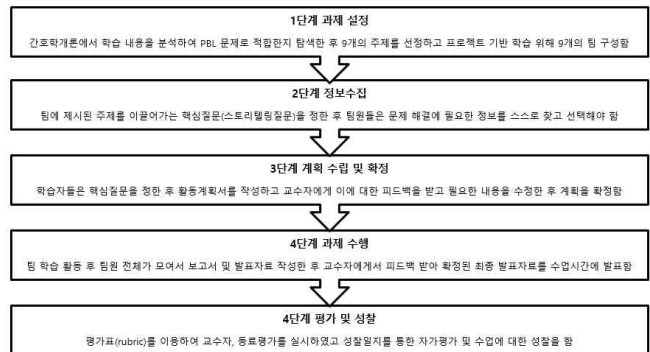 1단계 과제 설정
간호학개론에서 학습 내용을 분석하여 PBL 문제로 적합한지 탐색한 후 9개의 주제를 선정하고 프로젝트 기반 학습 위해 9개의 팀 구성함
2단계 정보수집
팀에 제시된 주제를 이끌어가는 핵심질문(스토리텔링질문)을 정한 후 팀원들은 문제 해결에 필요한 정보를 스스로 찾고 선택해야 함
3단계 계획 수립 및 확정
학습자들은 핵심질문을 정한 후 활동계획서를 작성하고 교수자에게 이에 대한 피드백을 받고 필요한 내용을 수정한 후 계획을 확정함
4단계 과제 수행
팀 학습 활동 후 팀원 전체가 모여서 보고서 및 발표자료 작성한 후 교수자에게서 피드백 받아 확정된 최종 발표자료를 수업시간에 발표함
4단계 평가 및 성찰
평가표(rubric)를 이용하여 교수자, 동료평가를 실시하였고 성찰일지를 통한 자가평가 및 수업에 대한 성찰을 함